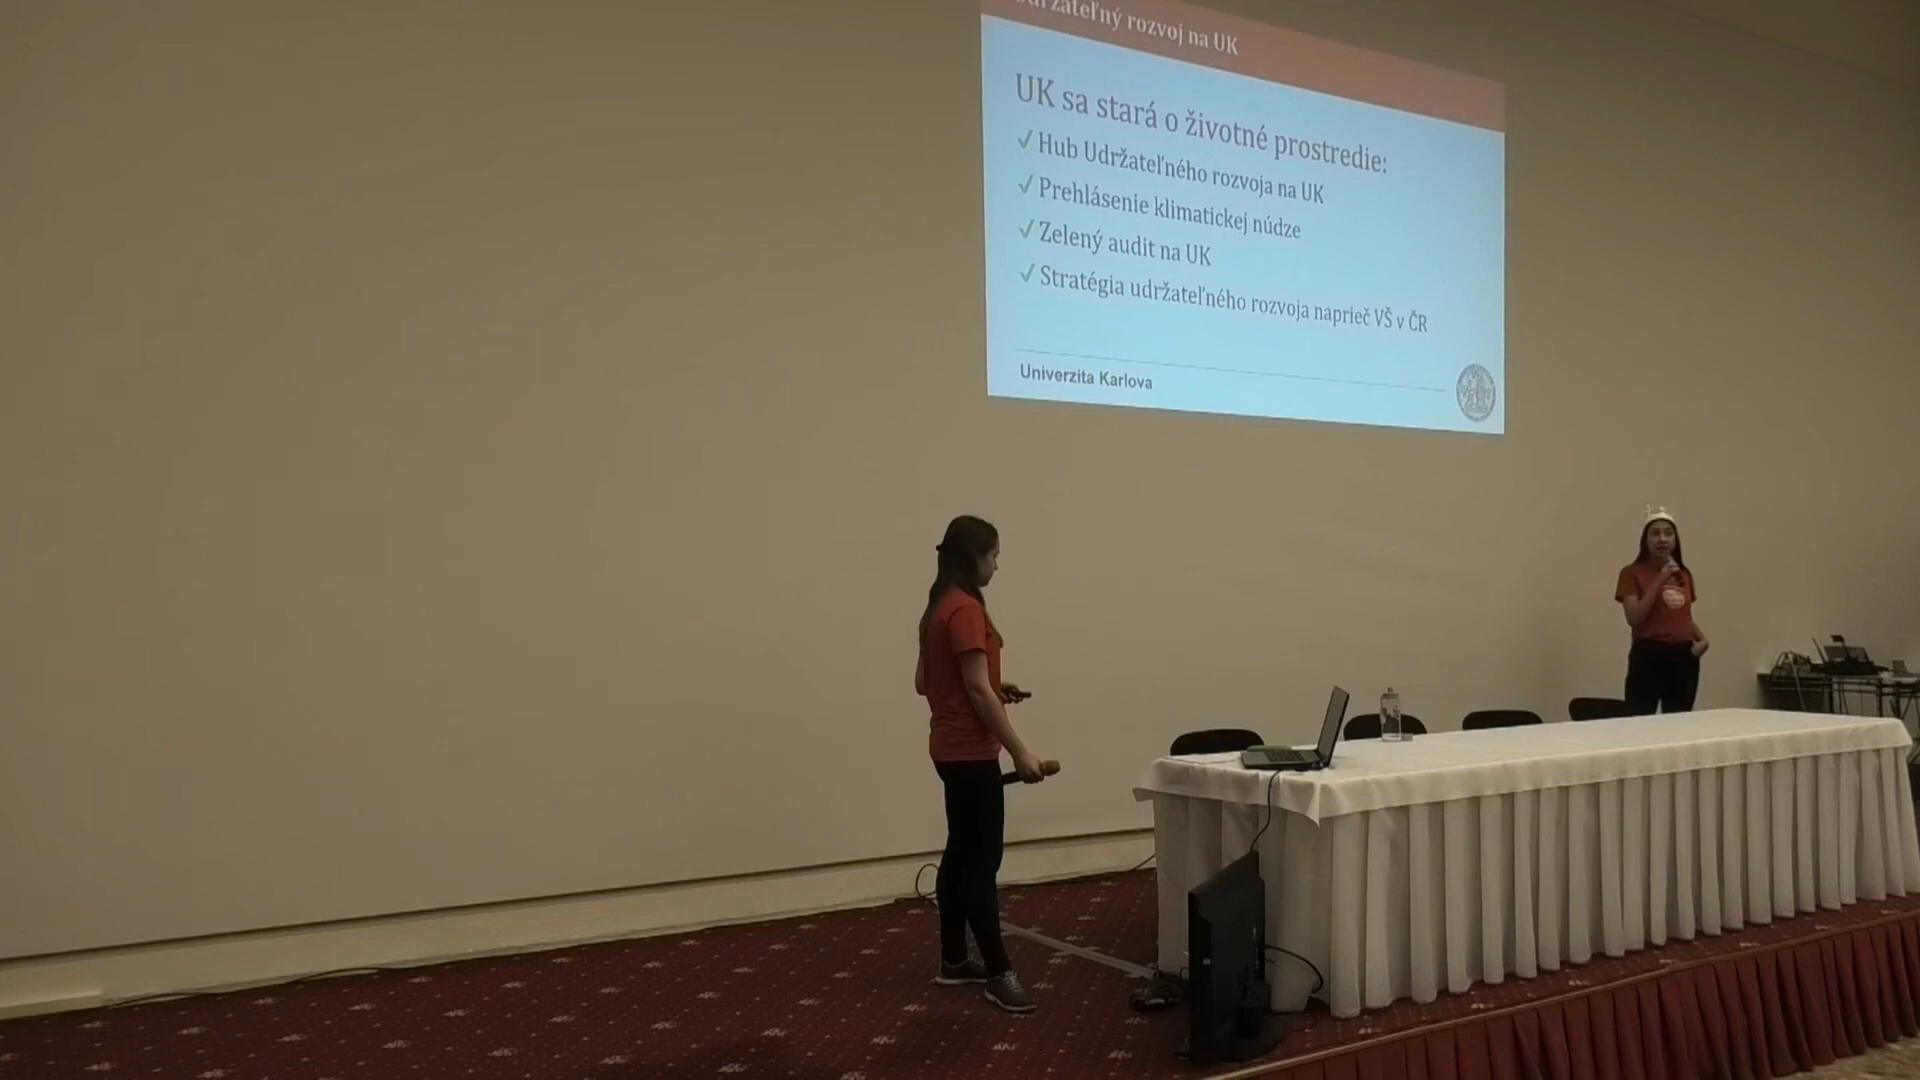 rozvoj na UK
UK sa stará o životné prostredie:
✓ Hub Udržateľného rozvoja na UK
✓ Prehlásenie klimatickej núdze
✓ Zelený audit na UK
✓ Stratégia udržateľného rozvoja naprieč VŠ v ČR
Univerzita Karlova